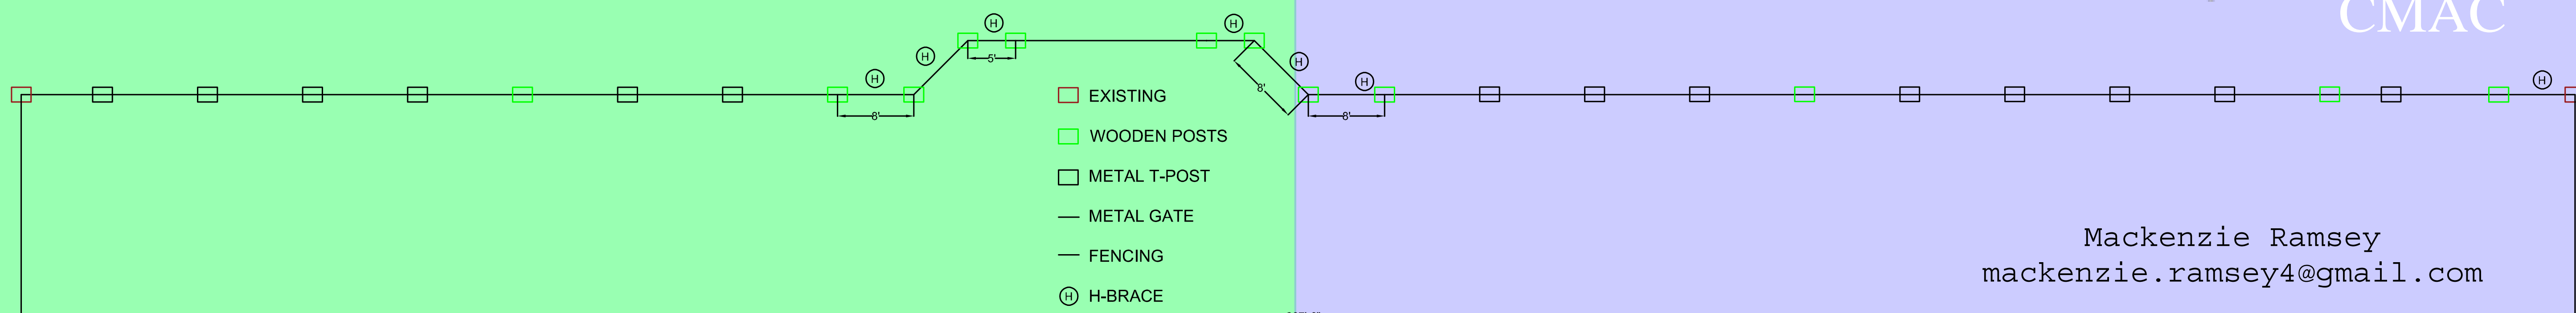 CMAC
H
H
H
H
H
H
H
5'
8'
8'
8'
EXISTING
WOODEN POSTS
METAL T-POST
METAL GATE
FENCING
H H-BRACE
Mackenzie Ramsey
mackenzie.ramsey4@gmail.com